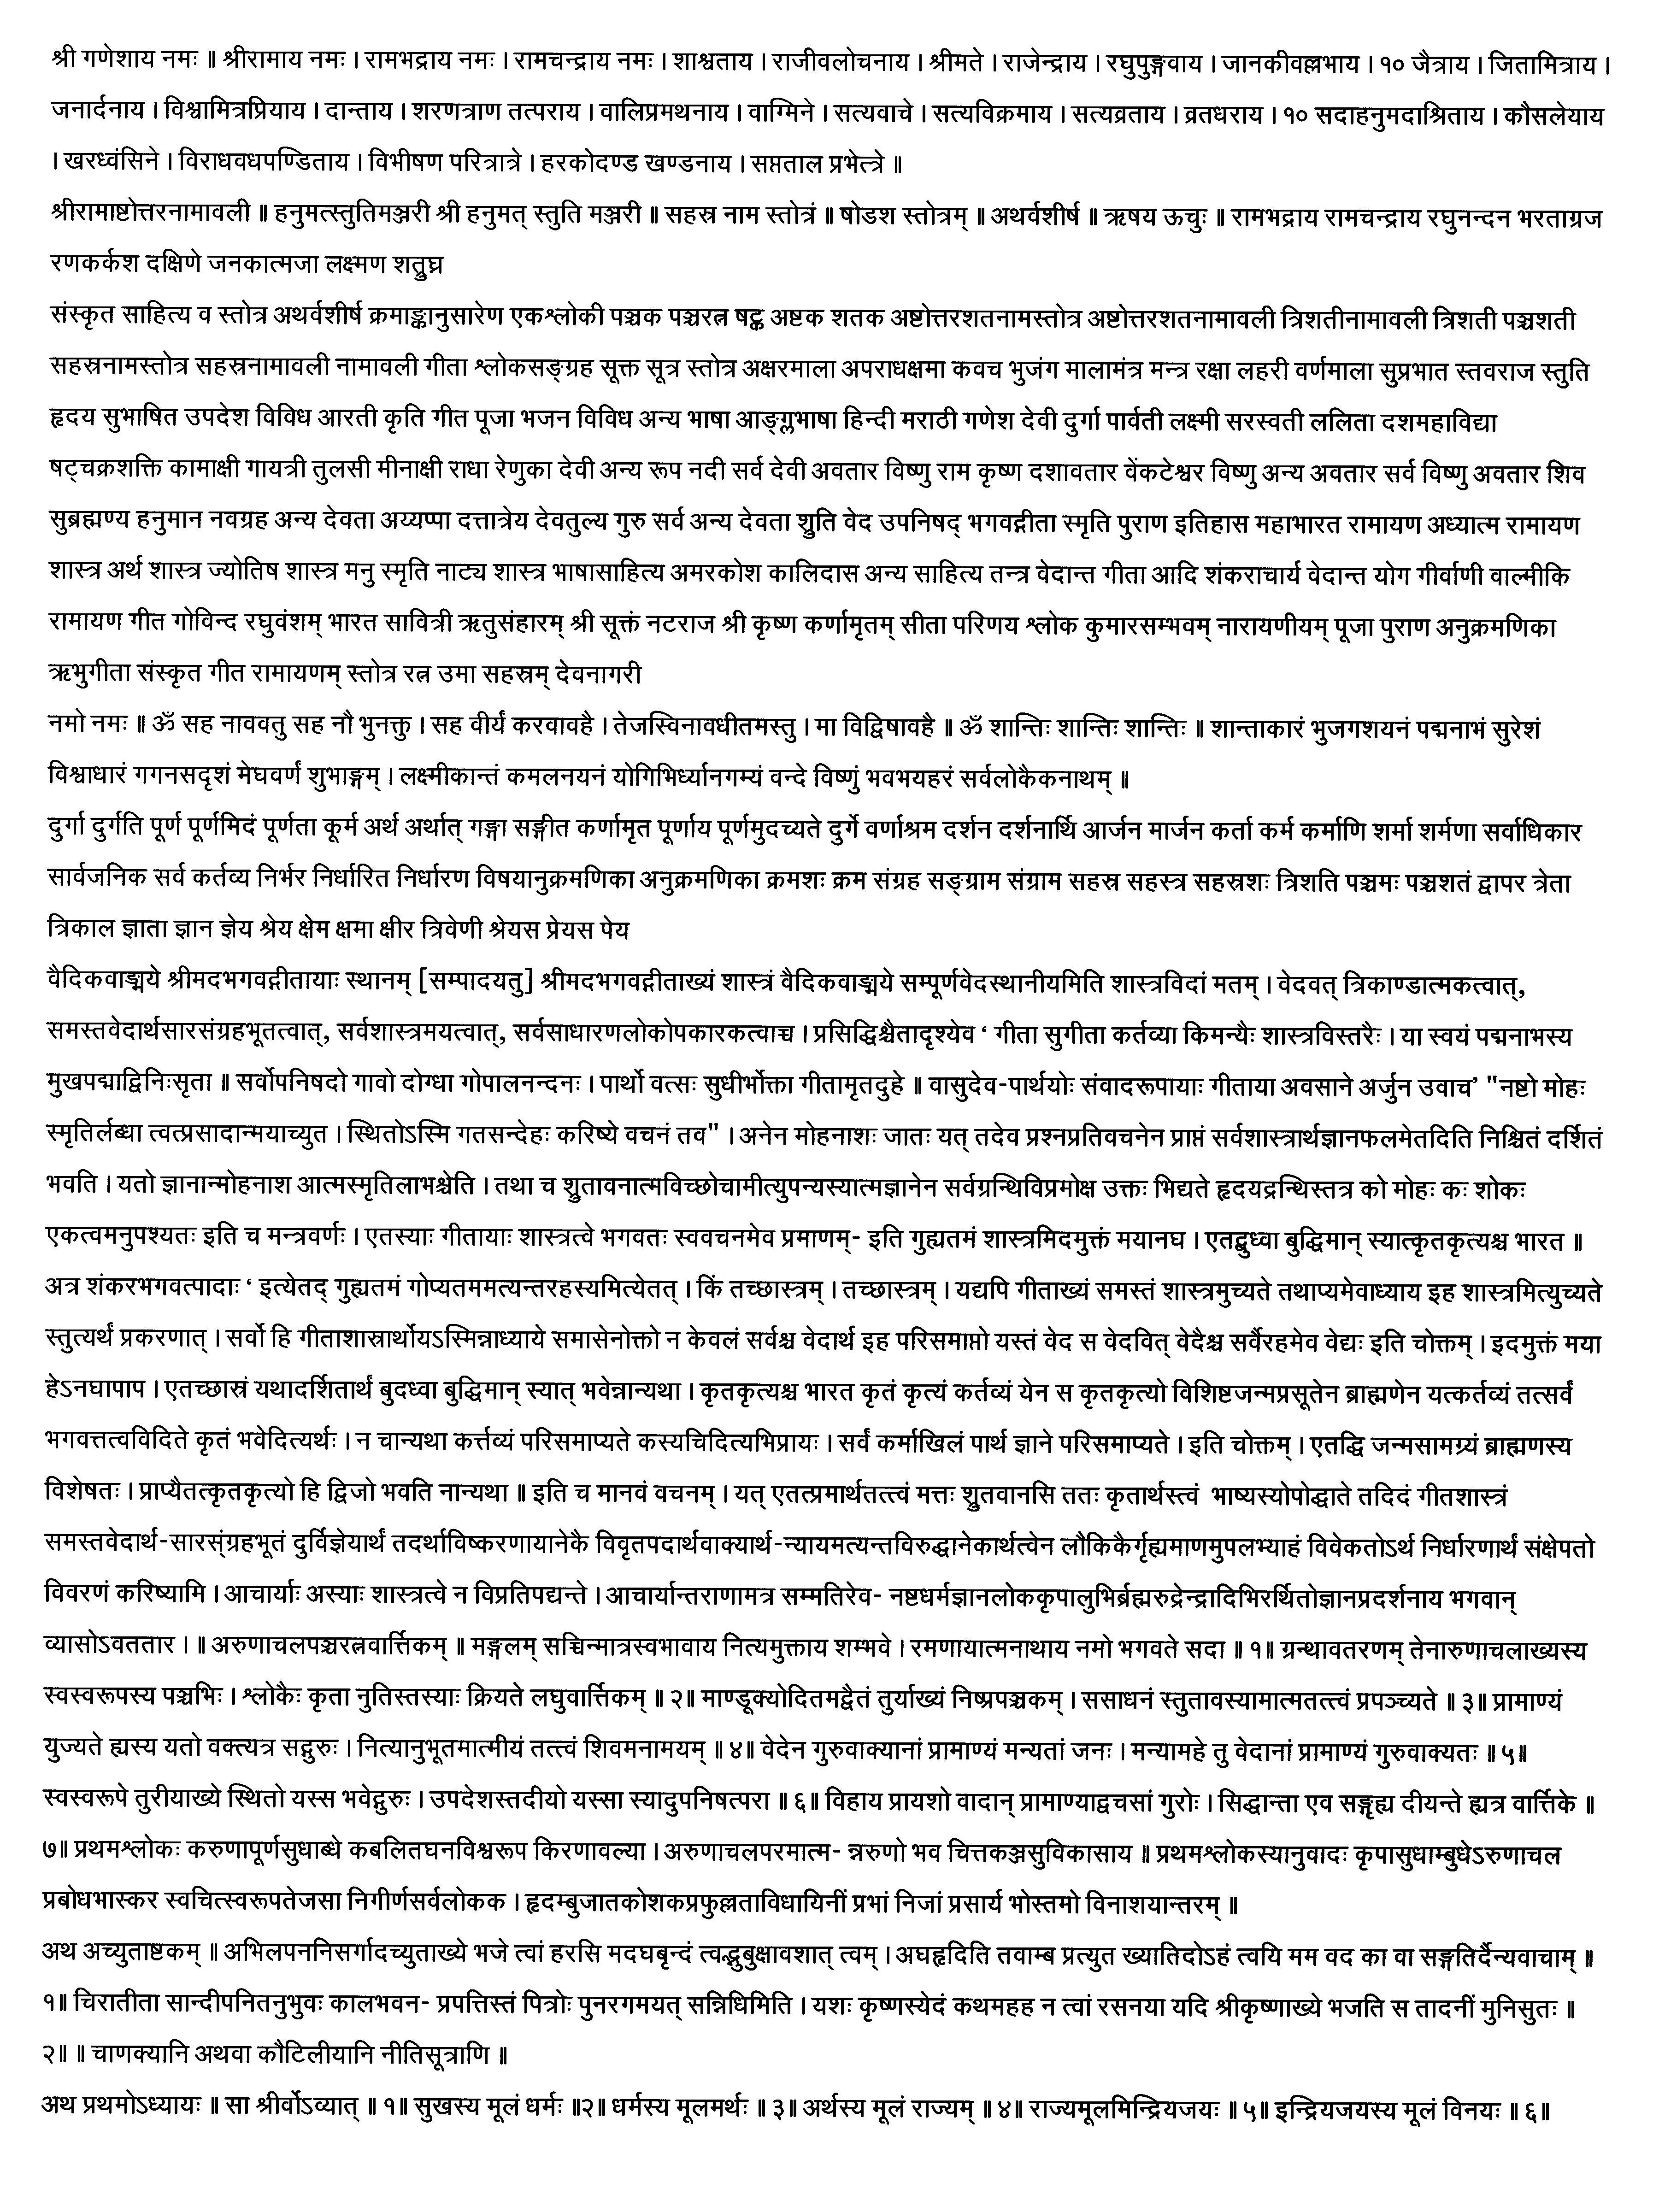 श्री गणेशाय नमः ॥ श्रीरामाय नमः । रामभद्राय नमः । रामचन्द्राय नमः । शाश्वताय । राजीवलोचनाय । श्रीमते । राजेन्द्राय । रघुपुङ्गवाय । जानकीवल्लभाय । १० जैत्राय । जितामित्राय ।
जनार्दनाय । विश्वामित्रप्रियाय । दान्ताय । शरणत्राण तत्पराय । वालिप्रमथनाय । वाग्मिने । सत्यवाचे । सत्यविक्रमाय । सत्यव्रताय । व्रतधराय । १० सदाहनुमदाश्रिताय । कौसलेयाय
। खरध्वंसिने । विराधवधपण्डिताय । विभीषण परित्रात्रे । हरकोदण्ड खण्डनाय । सप्तताल प्रभेत्त्रे ॥
श्रीरामाष्टोत्तरनामावली ॥ हनुमत्स्तुतिमञ्जरी श्री हनुमत् स्तुति मञ्जरी ॥ सहस्र नाम स्तोत्रं ॥ षोडश स्तोत्रम् ॥ अथर्वशीर्ष ॥ ऋषय ऊचुः ॥ रामभद्राय रामचन्द्राय रघुनन्दन भरताग्रज
रणकर्कश दक्षिणे जनकात्मजा लक्ष्मण शत्रुघ्न
संस्कृत साहित्य व स्तोत्र अथर्वशीर्ष क्रमाङ्कानुसारेण एकश्लोकी पञ्चक पञ्चरत्न षट्क अष्टक शतक अष्टोत्तरशतनामस्तोत्र अष्टोत्तरशतनामावली त्रिशतीनामावली त्रिशती पञ्चशती
सहस्रनामस्तोत्र सहस्रनामावली नामावली गीता श्लोकसङ्ग्रह सूक्त सूत्र स्तोत्र अक्षरमाला अपराधक्षमा कवच भुजंग मालामंत्र मन्त्र रक्षा लहरी वर्णमाला सुप्रभात स्तवराज स्तुति
हृदय सुभाषित उपदेश विविध आरती कृति गीत पूजा भजन विविध अन्य भाषा आङ्ग्लभाषा हिन्दी मराठी गणेश देवी दुर्गा पार्वती लक्ष्मी सरस्वती ललिता दशमहाविद्या
षट्चक्रशक्ति कामाक्षी गायत्री तुलसी मीनाक्षी राधा रेणुका देवी अन्य रूप नदी सर्व देवी अवतार विष्णु राम कृष्ण दशावतार वेंकटेश्वर विष्णु अन्य अवतार सर्व विष्णु अवतार शिव
सुब्रह्मण्य हनुमान नवग्रह अन्य देवता अय्यप्पा दत्तात्रेय देवतुल्य गुरु सर्व अन्य देवता श्रुति वेद उपनिषद् भगवद्गीता स्मृति पुराण इतिहास महाभारत रामायण अध्यात्म रामायण
शास्त्र अर्थ शास्त्र ज्योतिष शास्त्र मनु स्मृति नाट्य शास्त्र भाषासाहित्य अमरकोश कालिदास अन्य साहित्य तन्त्र वेदान्त गीता आदि शंकराचार्य वेदान्त योग गीर्वाणी वाल्मीकि
रामायण गीत गोविन्द रघुवंशम् भारत सावित्री ऋतुसंहारम् श्री सूक्तं नटराज श्री कृष्ण कर्णामृतम् सीता परिणय श्लोक कुमारसम्भवम् नारायणीयम् पूजा पुराण अनुक्रमणिका
ऋभुगीता संस्कृत गीत रामायणम् स्तोत्र रत्न उमा सहस्रम् देवनागरी
नमो नमः ॥ ॐ सह नाववतु सह नौ भुनक्तु । सह वीर्यं करवावहै । तेजस्विनावधीतमस्तु । मा विद्विषावहै ॥ ॐ शान्तिः शान्तिः शान्तिः ॥ शान्ताकारं भुजगशयनं पद्मनाभं सुरेशं
विश्वाधारं गगनसदृशं मेघवर्णं शुभाङ्गम् । लक्ष्मीकान्तं कमलनयनं योगिभिर्ध्यानगम्यं वन्दे विष्णुं भवभयहरं सर्वलोकैकनाथम् ॥
दुर्गा दुर्गति पूर्ण पूर्णमिदं पूर्णता कूर्म अर्थ अर्थात् गङ्गा सङ्गीत कर्णामृत पूर्णाय पूर्णमुदच्यते दुर्गे वर्णाश्रम दर्शन दर्शनार्थि आर्जन मार्जन कर्ता कर्म कर्माणि शर्मा शर्मणा सर्वाधिकार
सार्वजनिक सर्व कर्तव्य निर्भर निर्धारित निर्धारण विषयानुक्रमणिका अनुक्रमणिका क्रमशः क्रम संग्रह सङ्ग्राम संग्राम सहस्र सहस्त्र सहस्रशः त्रिशति पञ्चमः पञ्चशतं द्वापर त्रेता
त्रिकाल ज्ञाता ज्ञान ज्ञेय श्रेय क्षेम क्षमा क्षीर त्रिवेणी श्रेयस प्रेयस पेय
वैदिकवाङ्मये श्रीमदभगवद्गीतायाः स्थानम् [सम्पादयतु] श्रीमदभगवद्गीताख्यं शास्त्रं वैदिकवाङ्मये सम्पूर्णवेदस्थानीयमिति शास्त्रविदां मतम् । वेदवत् त्रिकाण्डात्मकत्वात्,
समस्तवेदार्थसारसंग्रहभूतत्वात्, सर्वशास्त्रमयत्वात्, सर्वसाधारणलोकोपकारकत्वाच्च । प्रसिद्धिश्चैतादृश्येव ‘ गीता सुगीता कर्तव्या किमन्यैः शास्त्रविस्तरैः । या स्वयं पद्मनाभस्य
मुखपद्माद्विनिःसृता ॥ सर्वोपनिषदो गावो दोग्धा गोपालनन्दनः । पार्थो वत्सः सुधीर्भोक्ता गीतामृतदुहे ॥ वासुदेव-पार्थयोः संवादरूपायाः गीताया अवसाने अर्जुन उवाच’ "नष्टो मोहः
स्मृतिर्लब्धा त्वत्प्रसादान्मयाच्युत । स्थितोऽस्मि गतसन्देहः करिष्ये वचनं तव" । अनेन मोहनाशः जातः यत् तदेव प्रश्नप्रतिवचनेन प्राप्तं सर्वशास्त्रार्थज्ञानफलमेतदिति निश्चितं दर्शितं
भवति । यतो ज्ञानान्मोहनाश आत्मस्मृतिलाभश्चेति । तथा च श्रुतावनात्मविच्छोचामीत्युपन्यस्यात्मज्ञानेन सर्वग्रन्थिविप्रमोक्ष उक्तः भिद्यते हृदयद्रन्थिस्तत्र को मोहः कः शोकः
एकत्वमनुपश्यतः इति च मन्त्रवर्णः । एतस्याः गीतायाः शास्त्रत्वे भगवतः स्ववचनमेव प्रमाणम्- इति गुह्यतमं शास्त्रमिदमुक्तं मयानघ । एतद्बुध्वा बुद्धिमान् स्यात्कृतकृत्यश्च भारत ॥
अत्र शंकरभगवत्पादाः ‘ इत्येतद् गुह्यतमं गोप्यतममत्यन्तरहस्यमित्येतत् । किं तच्छास्त्रम् । तच्छास्त्रम् । यद्यपि गीताख्यं समस्तं शास्त्रमुच्यते तथाप्यमेवाध्याय इह शास्त्रमित्युच्यते
स्तुत्यर्थं प्रकरणात् । सर्वो हि गीताशास्रार्थोयऽस्मिन्नाध्याये समासेनोक्तो न केवलं सर्वश्च वेदार्थ इह परिसमाप्तो यस्तं वेद स वेदवित् वेदैश्च सर्वैरहमेव वेद्यः इति चोक्तम् । इदमुक्तं मया
हेऽनघापाप । एतच्छास्रं यथादर्शितार्थं बुदध्वा बुद्धिमान् स्यात् भवेन्नान्यथा । कृतकृत्यश्च भारत कृतं कृत्यं कर्तव्यं येन स कृतकृत्यो विशिष्टजन्मप्रसूतेन ब्राह्मणेन यत्कर्तव्यं तत्सर्वं
भगवत्तत्वविदिते कृतं भवेदित्यर्थः । न चान्यथा कर्त्तव्यं परिसमाप्यते कस्यचिदित्यभिप्रायः । सर्वं कर्माखिलं पार्थ ज्ञाने परिसमाप्यते । इति चोक्तम् । एतद्धि जन्मसामग्र्यं ब्राह्मणस्य
विशेषतः । प्राप्यैतत्कृतकृत्यो हि द्विजो भवति नान्यथा ॥ इति च मानवं वचनम् । यत् एतत्प्रमार्थतत्त्वं मत्तः श्रुतवानसि ततः कृतार्थस्त्वं भाष्यस्योपोद्घाते तदिदं गीतशास्त्रं
समस्तवेदार्थ-सारस्ंग्रहभूतं दुर्विज्ञेयार्थं तदर्थाविष्करणायानेकै विवृतपदार्थवाक्यार्थ-न्यायमत्यन्तविरुद्धानेकार्थत्वेन लौकिकैर्गृह्यमाणमुपलभ्याहं विवेकतोऽर्थ निर्धारणार्थं संक्षेपतो
विवरणं करिष्यामि । आचार्याः अस्याः शास्त्रत्वे न विप्रतिपद्यन्ते । आचार्यान्तराणामत्र सम्मतिरेव- नष्टधर्मज्ञानलोककृपालुभिर्ब्रह्मरुद्रेन्द्रादिभिरर्थितोज्ञानप्रदर्शनाय भगवान्
व्यासोऽवततार । ॥ अरुणाचलपञ्चरत्नवार्त्तिकम् ॥ मङ्गलम् सच्चिन्मात्रस्वभावाय नित्यमुक्ताय शम्भवे । रमणायात्मनाथाय नमो भगवते सदा ॥ १॥ ग्रन्थावतरणम् तेनारुणाचलाख्यस्य
स्वस्वरूपस्य पञ्चभिः । श्लोकैः कृता नुतिस्तस्याः क्रियते लघुवार्त्तिकम् ॥ २॥ माण्डूक्योदितमद्वैतं तुर्याख्यं निष्प्रपञ्चकम् । ससाधनं स्तुतावस्यामात्मतत्त्वं प्रपञ्च्यते ॥ ३॥ प्रामाण्यं
युज्यते ह्यस्य यतो वक्त्यत्र सद्गुरुः । नित्यानुभूतमात्मीयं तत्त्वं शिवमनामयम् ॥ ४॥ वेदेन गुरुवाक्यानां प्रामाण्यं मन्यतां जनः । मन्यामहे तु वेदानां प्रामाण्यं गुरुवाक्यतः ॥ ५॥
स्वस्वरूपे तुरीयाख्ये स्थितो यस्स भवेद्गुरुः । उपदेशस्तदीयो यस्सा स्यादुपनिषत्परा ॥ ६॥ विहाय प्रायशो वादान् प्रामाण्याद्वचसां गुरोः । सिद्धान्ता एव सङ्गृह्य दीयन्ते ह्यत्र वार्त्तिके ॥
७॥ प्रथमश्लोकः करुणापूर्णसुधाब्धे कबलितघनविश्वरूप किरणावल्या । अरुणाचलपरमात्म- न्नरुणो भव चित्तकञ्जसुविकासाय ॥ प्रथमश्लोकस्यानुवादः कृपासुधाम्बुधेऽरुणाचल
प्रबोधभास्कर स्वचित्स्वरूपतेजसा निगीर्णसर्वलोकक । हृदम्बुजातकोशकप्रफुल्लताविधायिनीं प्रभां निजां प्रसार्य भोस्तमो विनाशयान्तरम् ॥
अथ अच्युताष्टकम् ॥ अभिलपननिसर्गादच्युताख्ये भजे त्वां हरसि मदघबृन्दं त्वद्भुबुक्षावशात् त्वम् । अघहृदिति तवाम्ब प्रत्युत ख्यातिदोऽहं त्वयि मम वद का वा सङ्गतिर्दैन्यवाचाम् ॥
१॥ चिरातीता सान्दीपनितनुभुवः कालभवन- प्रपत्तिस्तं पित्रोः पुनरगमयत् सन्निधिमिति । यशः कृष्णस्येदं कथमहह न त्वां रसनया यदि श्रीकृष्णाख्ये भजति स तादनीं मुनिसुतः ॥
२॥ ॥ चाणक्यानि अथवा कौटिलीयानि नीतिसूत्राणि ॥
अथ प्रथमोऽध्यायः ॥ सा श्रीर्वोऽव्यात् ॥ १॥ सुखस्य मूलं धर्मः ॥२॥ धर्मस्य मूलमर्थः ॥ ३॥ अर्थस्य मूलं राज्यम् ॥ ४॥ राज्यमूलमिन्द्रियजयः ॥ ५॥ इन्द्रियजयस्य मूलं विनयः ॥ ६॥